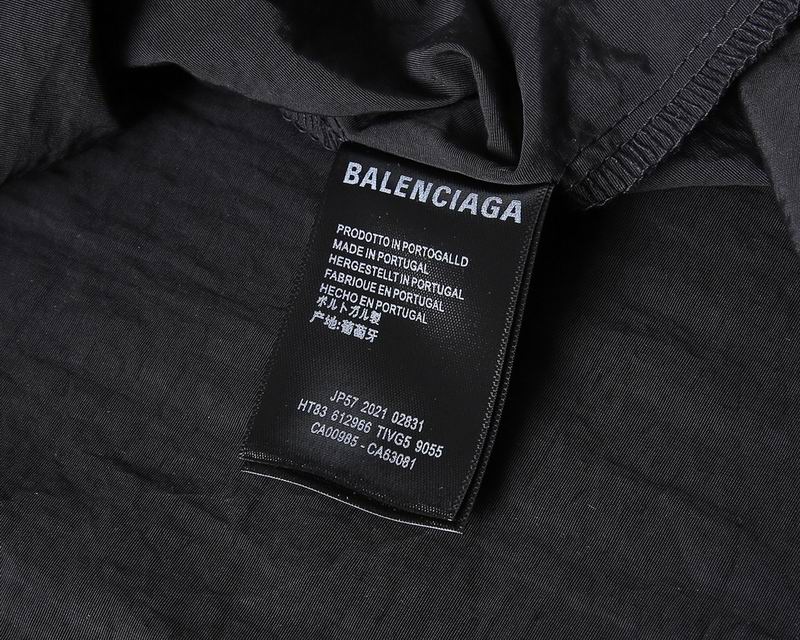 BALENCIAGA
PRODOTTO IN PORTOGALLD
MADE IN PORTUGAL
HERGESTELLT IN PORTUGAL
FABRIOUE EN PORTUGAL
HECHO EN PORTUGAL
ポルトガル製
产地:葡萄牙
JP57 2021 02831
HT83 612966 TIVG5 9055
CA00985 - CA63081